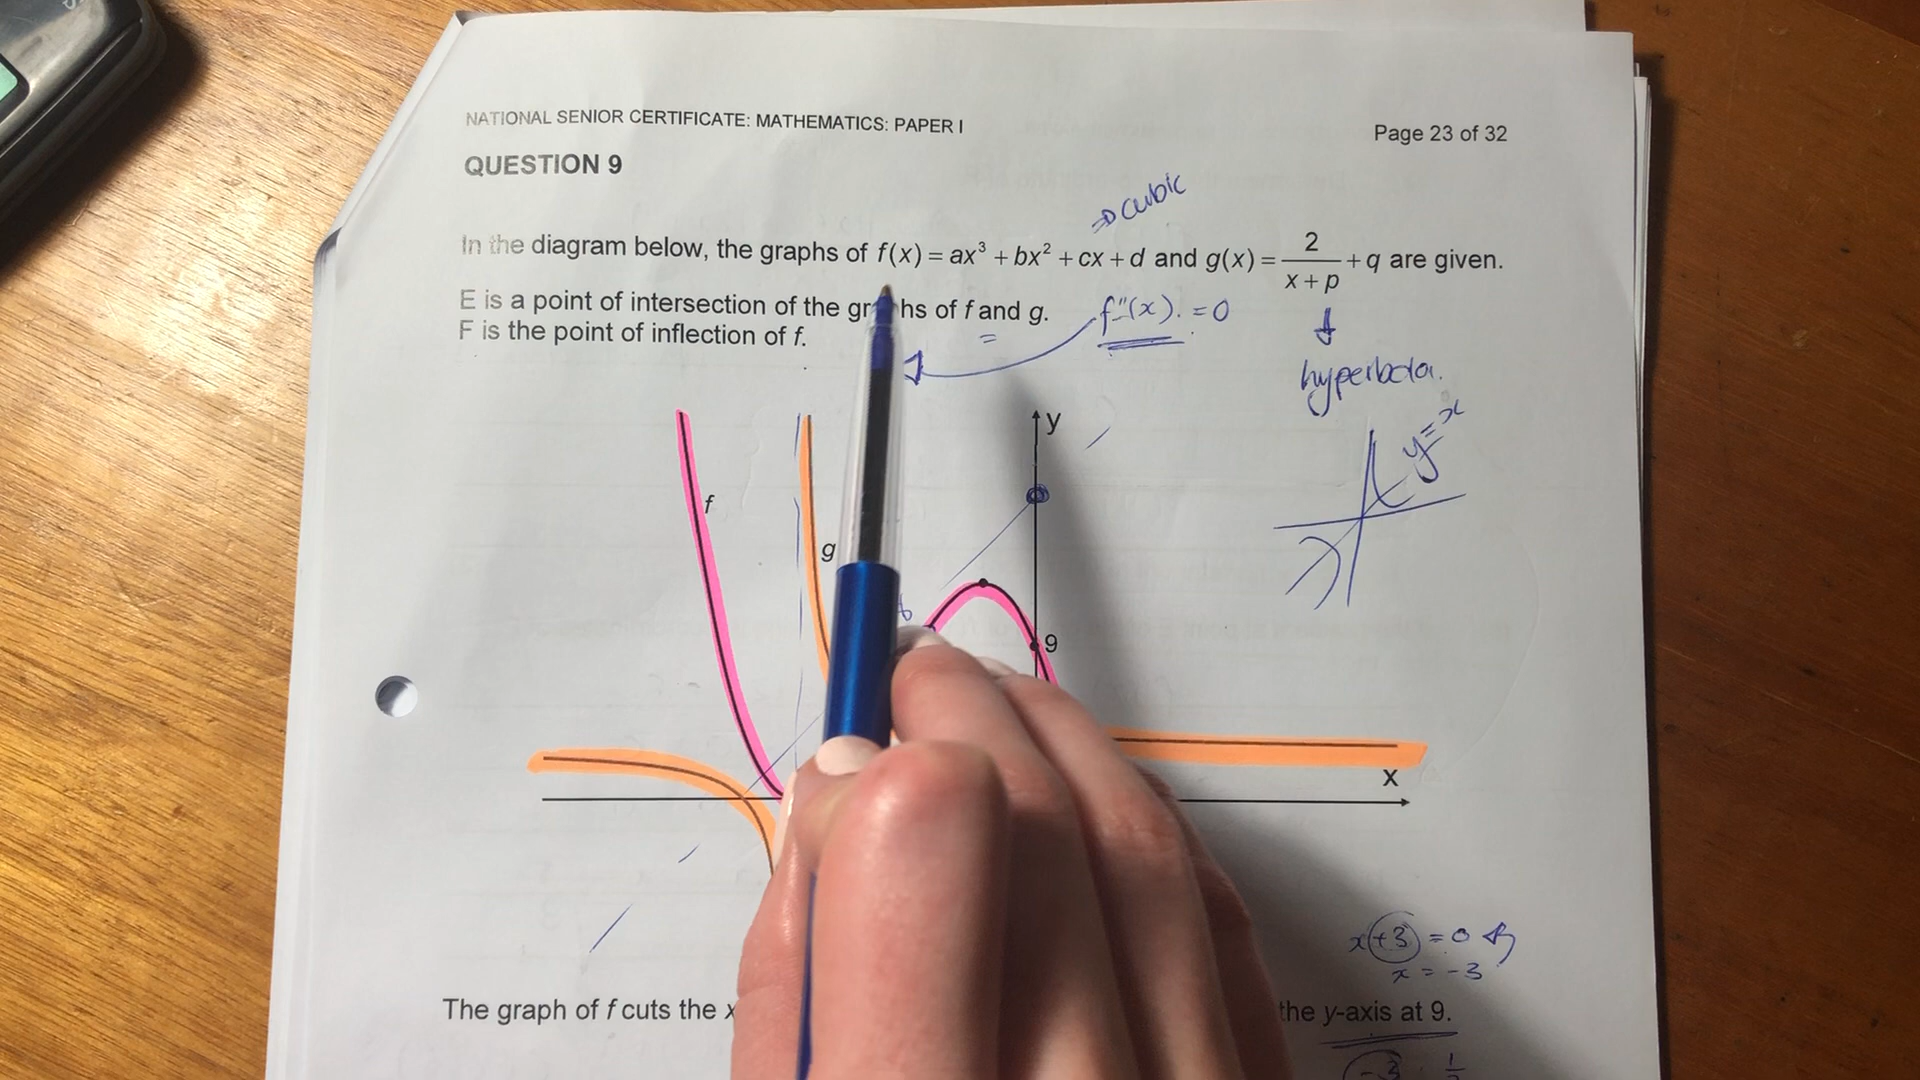 NATIONAL SENIOR CERTIFICATE: MATHEMATICS: PAPER I
Page 23 of 32
QUESTION 9
⇒ cubic
In the diagram below, the graphs of f(x) = ax³ + bx² + cx + d and g(x) = 2/(x + p) + q are given.
E is a point of intersection of the gr hs of f and g.
f''(x). = 0
F is the point of inflection of f.
hyperbola.
y
y=x
f
g
9
x
x+3 = 0
x = -3
The graph of f cuts the x
the y-axis at 9.
-3